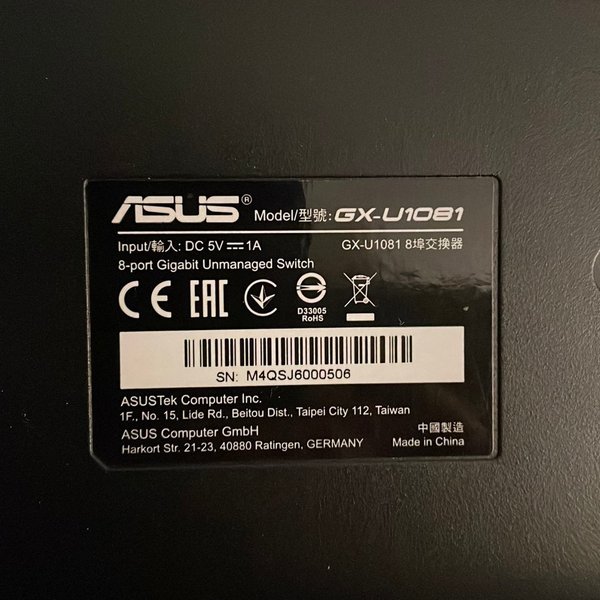 ASUS® Model/型號: GX-U1081
Input/輸入: DC 5V⎓1A GX-U1081 8埠交換器
8-port Gigabit Unmanaged Switch
CE EAC
D33005
RoHS
SN: M4QSJ6000506
ASUSTek Computer Inc.
1F., No. 15, Lide Rd., Beitou Dist., Taipei City 112, Taiwan
ASUS Computer GmbH 中國製造
Harkort Str. 21-23, 40880 Ratingen, GERMANY Made in China